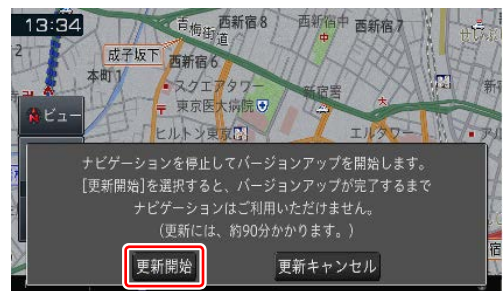 13:34
青梅街道
西新宿8
西新宿中
西新宿7
成子坂下
西新宿6
本町1
スクエアタワー
新宿署
東京医大病院
ビュー
ヒルトン東京
エルタワー
ナビゲーションを停止してバージョンアップを開始します。
[更新開始]を選択すると、バージョンアップが完了するまで
ナビゲーションはご利用いただけません。
(更新には、約90分かかります。)
更新開始
更新キャンセル